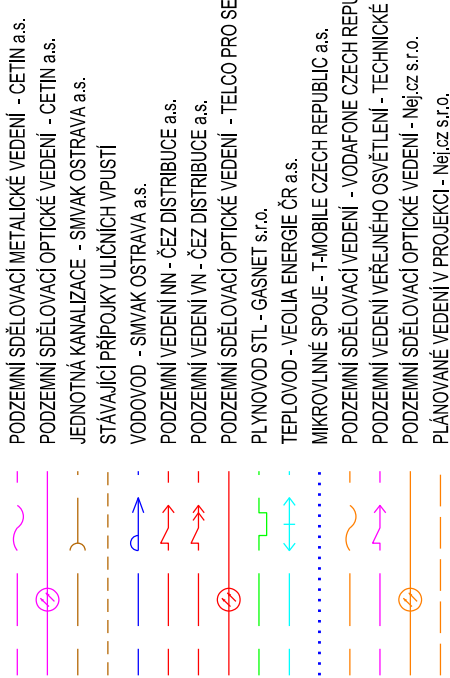 PODZEMNÍ SDĚLOVACÍ METALICKÉ VEDENÍ - CETIN a.s.
PODZEMNÍ SDĚLOVACÍ OPTICKÉ VEDENÍ - CETIN a.s.
JEDNOTNÁ KANALIZACE - SMVAK OSTRAVA a.s.
STÁVAJÍCÍ PŘÍPOJKY ULIČNÍCH VPUSTÍ
VODOVOD - SMVAK OSTRAVA a.s.
PODZEMNÍ VEDENÍ NN - ČEZ DISTRIBUCE a.s.
PODZEMNÍ VEDENÍ VN - ČEZ DISTRIBUCE a.s.
PODZEMNÍ SDĚLOVACÍ OPTICKÉ VEDENÍ - TELCO PRO SE
PLYNOVOD STL - GASNET s.r.o.
TEPLOVOD - VEOLIA ENERGIE ČR a.s.
MIKROVLNNÉ SPOJE - T-MOBILE CZECH REPUBLIC a.s.
PODZEMNÍ SDĚLOVACÍ VEDENÍ - VODAFONE CZECH REPU
PODZEMNÍ VEDENÍ VEŘEJNÉHO OSVĚTLENÍ - TECHNICKÉ
PODZEMNÍ SDĚLOVACÍ OPTICKÉ VEDENÍ - Nej.cz s.r.o.
PLÁNOVANÉ VEDENÍ V PROJEKCI - Nej.cz s.r.o.